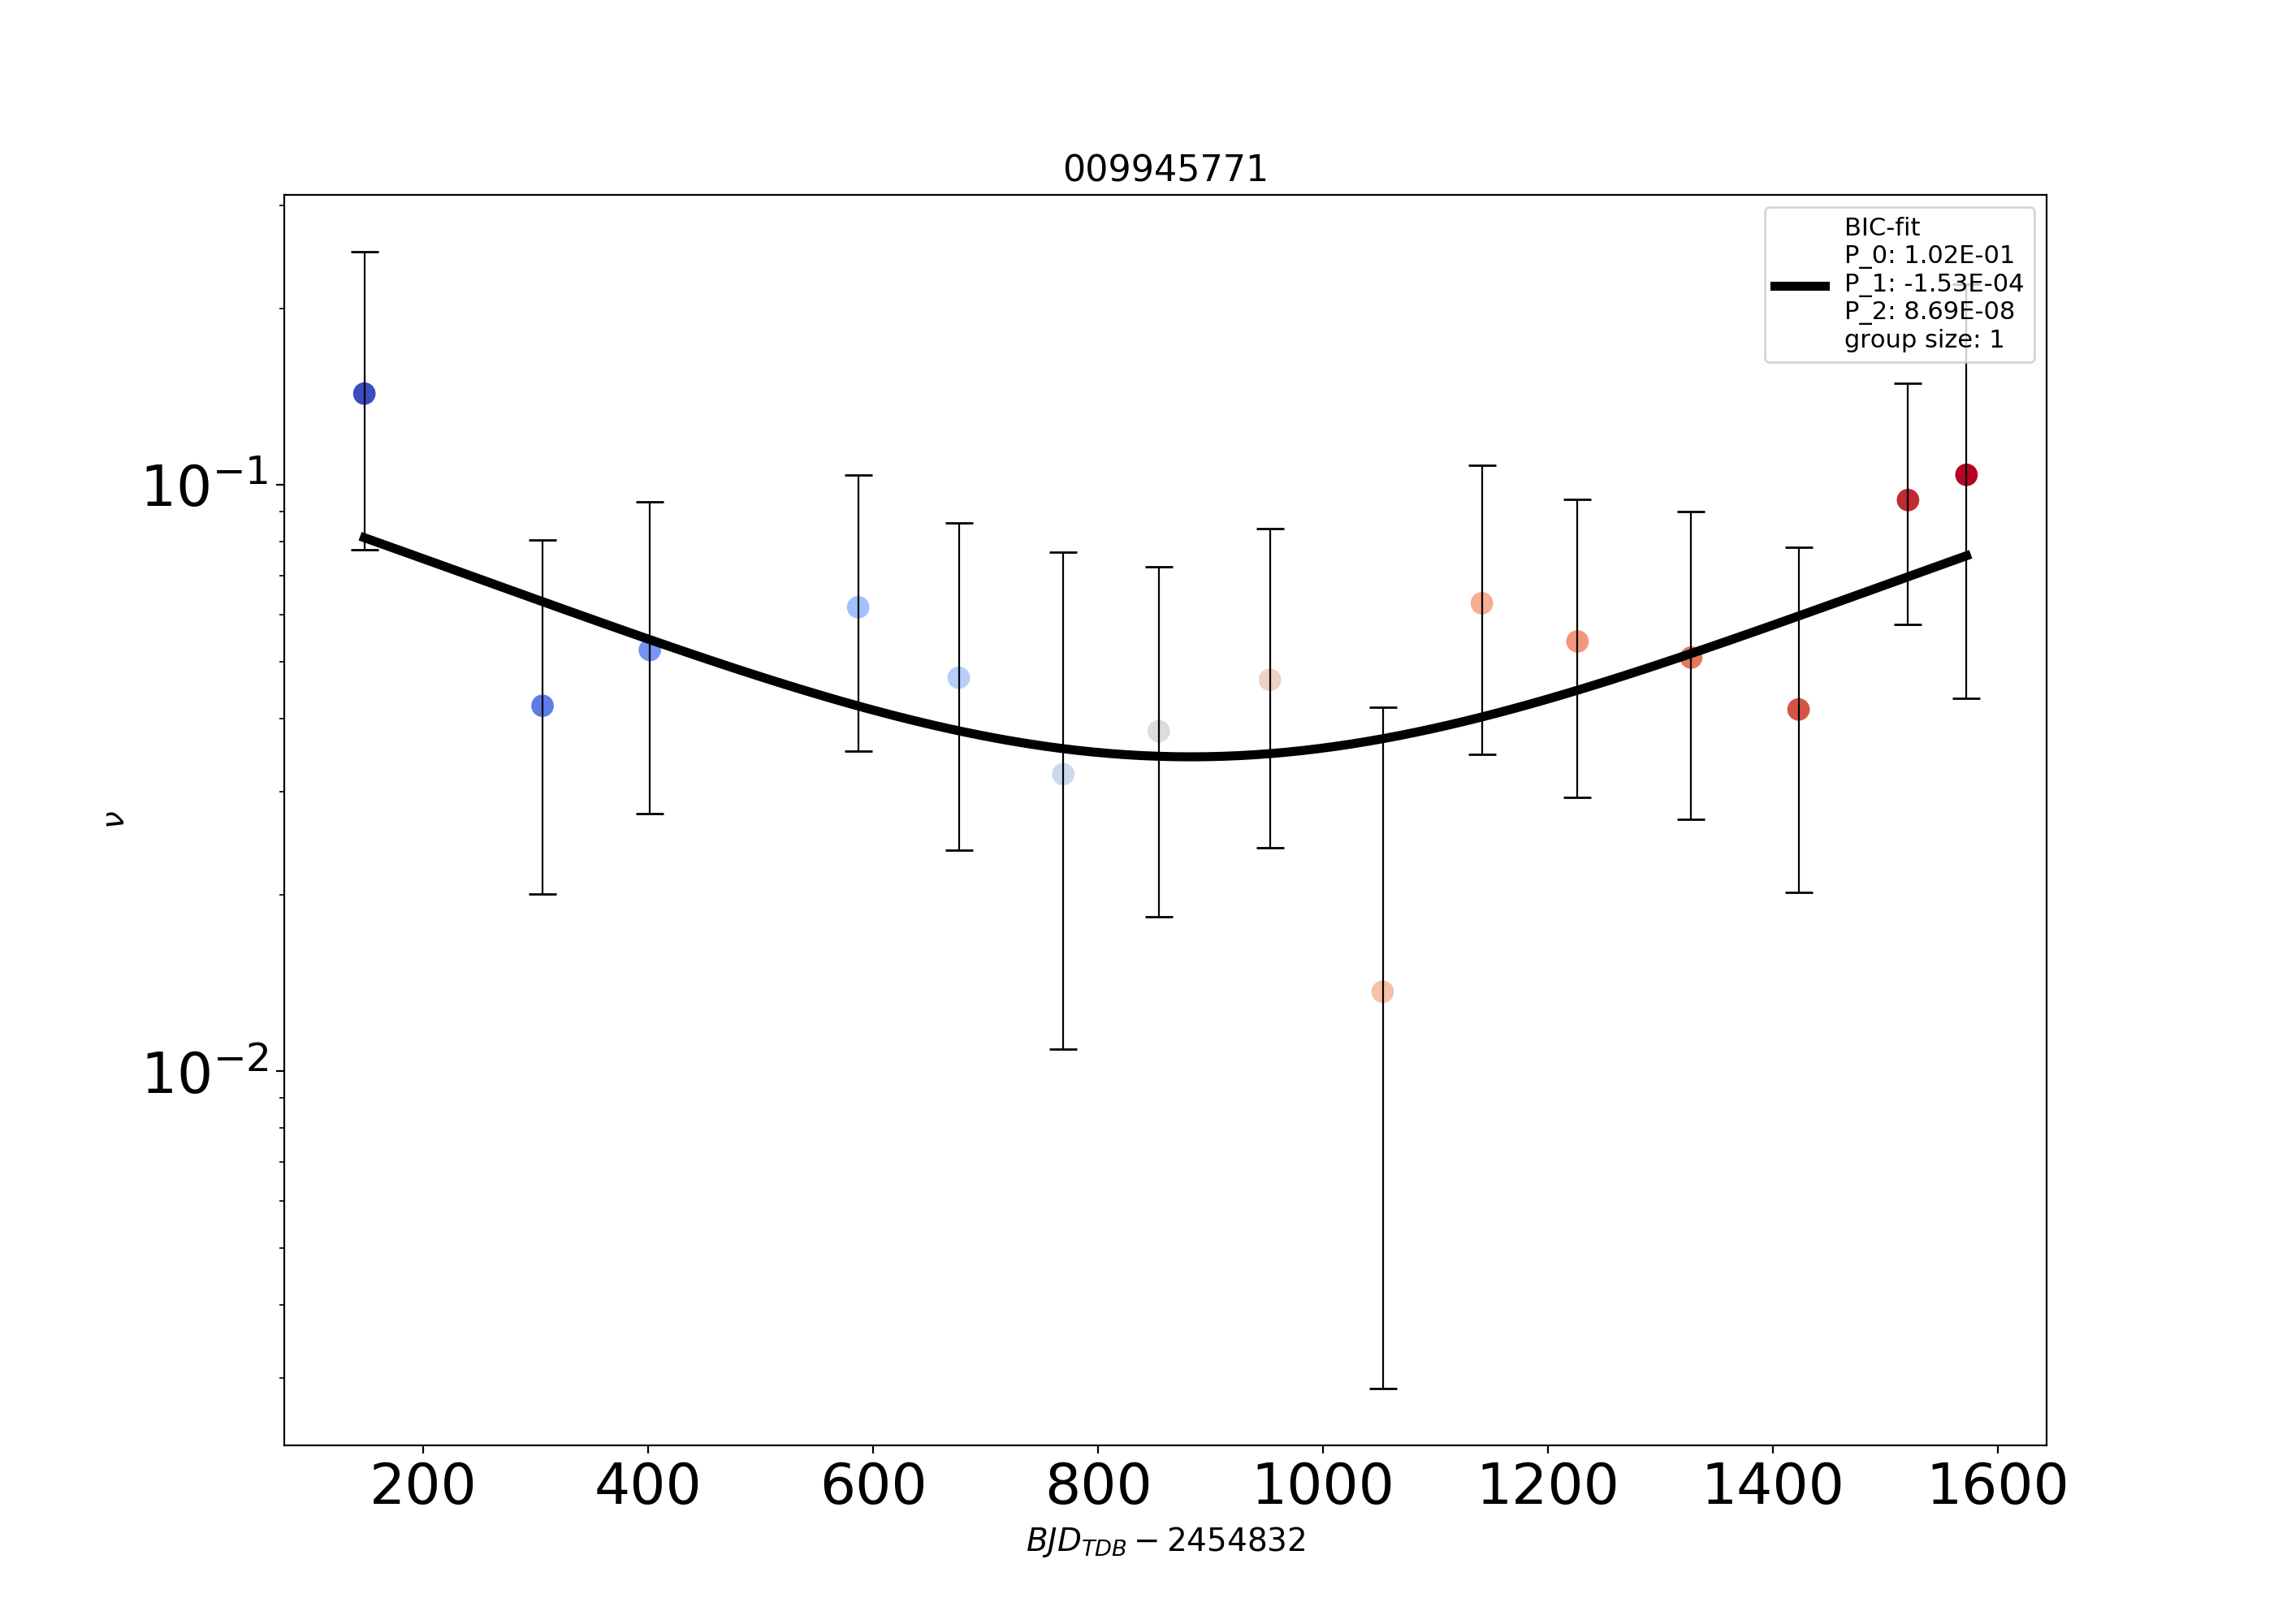 009945771
BIC-fit
P_0: 1.02E-01
P_1: -1.53E-04
P_2: 8.69E-08
group size: 1
10⁻¹
10⁻²
ν
200 400 600 800 1000 1200 1400 1600
BJD_TDB − 2454832